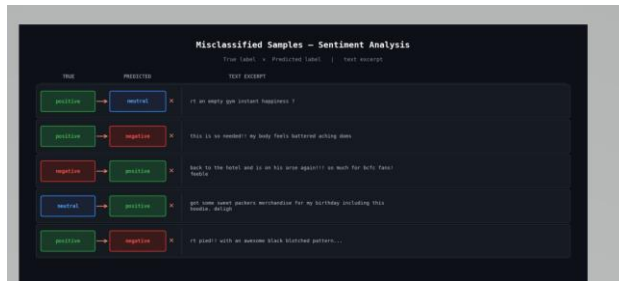 Misclassified Samples — Sentiment Analysis
True label × Predicted label | text excerpt
TRUE PREDICTED TEXT EXCERPT
positive → neutral × rt an empty gym instant happiness ?
positive → negative × this is so needed!! my body feels battered aching doms
negative → positive × back to the hotel and is on his arse again!!! so much for bcfc fans!
feeble
neutral → positive × got some sweet packers merchandise for my birthday including this
hoodie. deligh
positive → negative × rt pied!! with an awesome black blotched pattern...